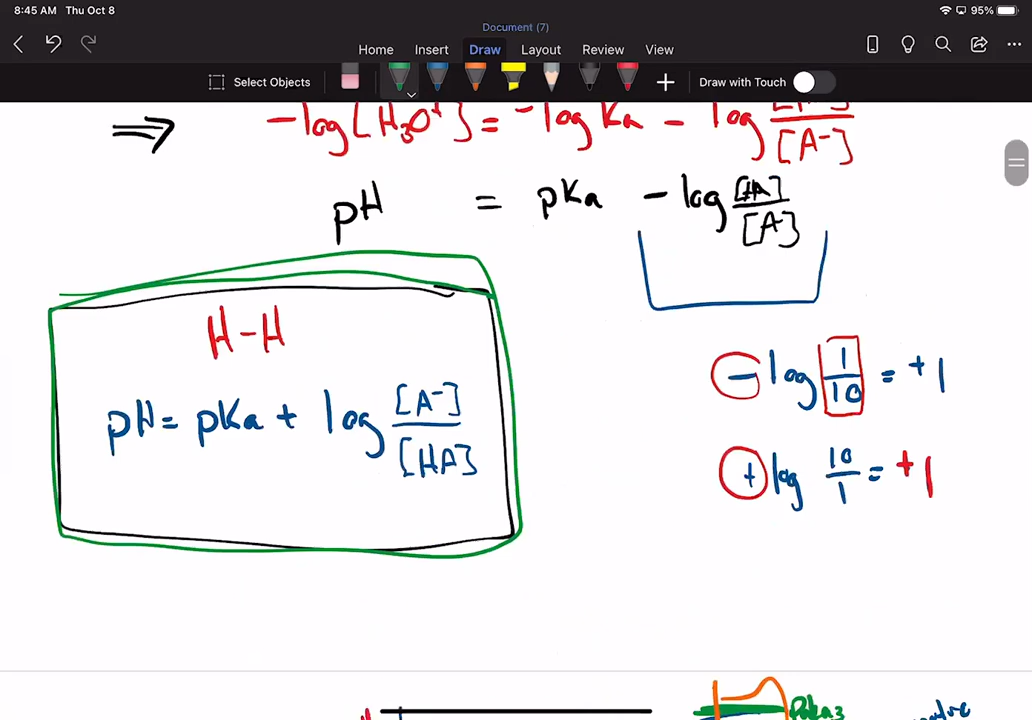 8:45 AM Thu Oct 8 95%
Document (7)
Home Insert Draw Layout Review View
Select Objects Draw with Touch
⇒ -log[H₃O⁺] = -log Ka - log [A⁻]
pH = pKa - log [HA]/[A⁻]
H-H
pH = pKa + log [A⁻]/[HA]
- log 1/10 = +1
+ log 10/1 = +1
PKa3